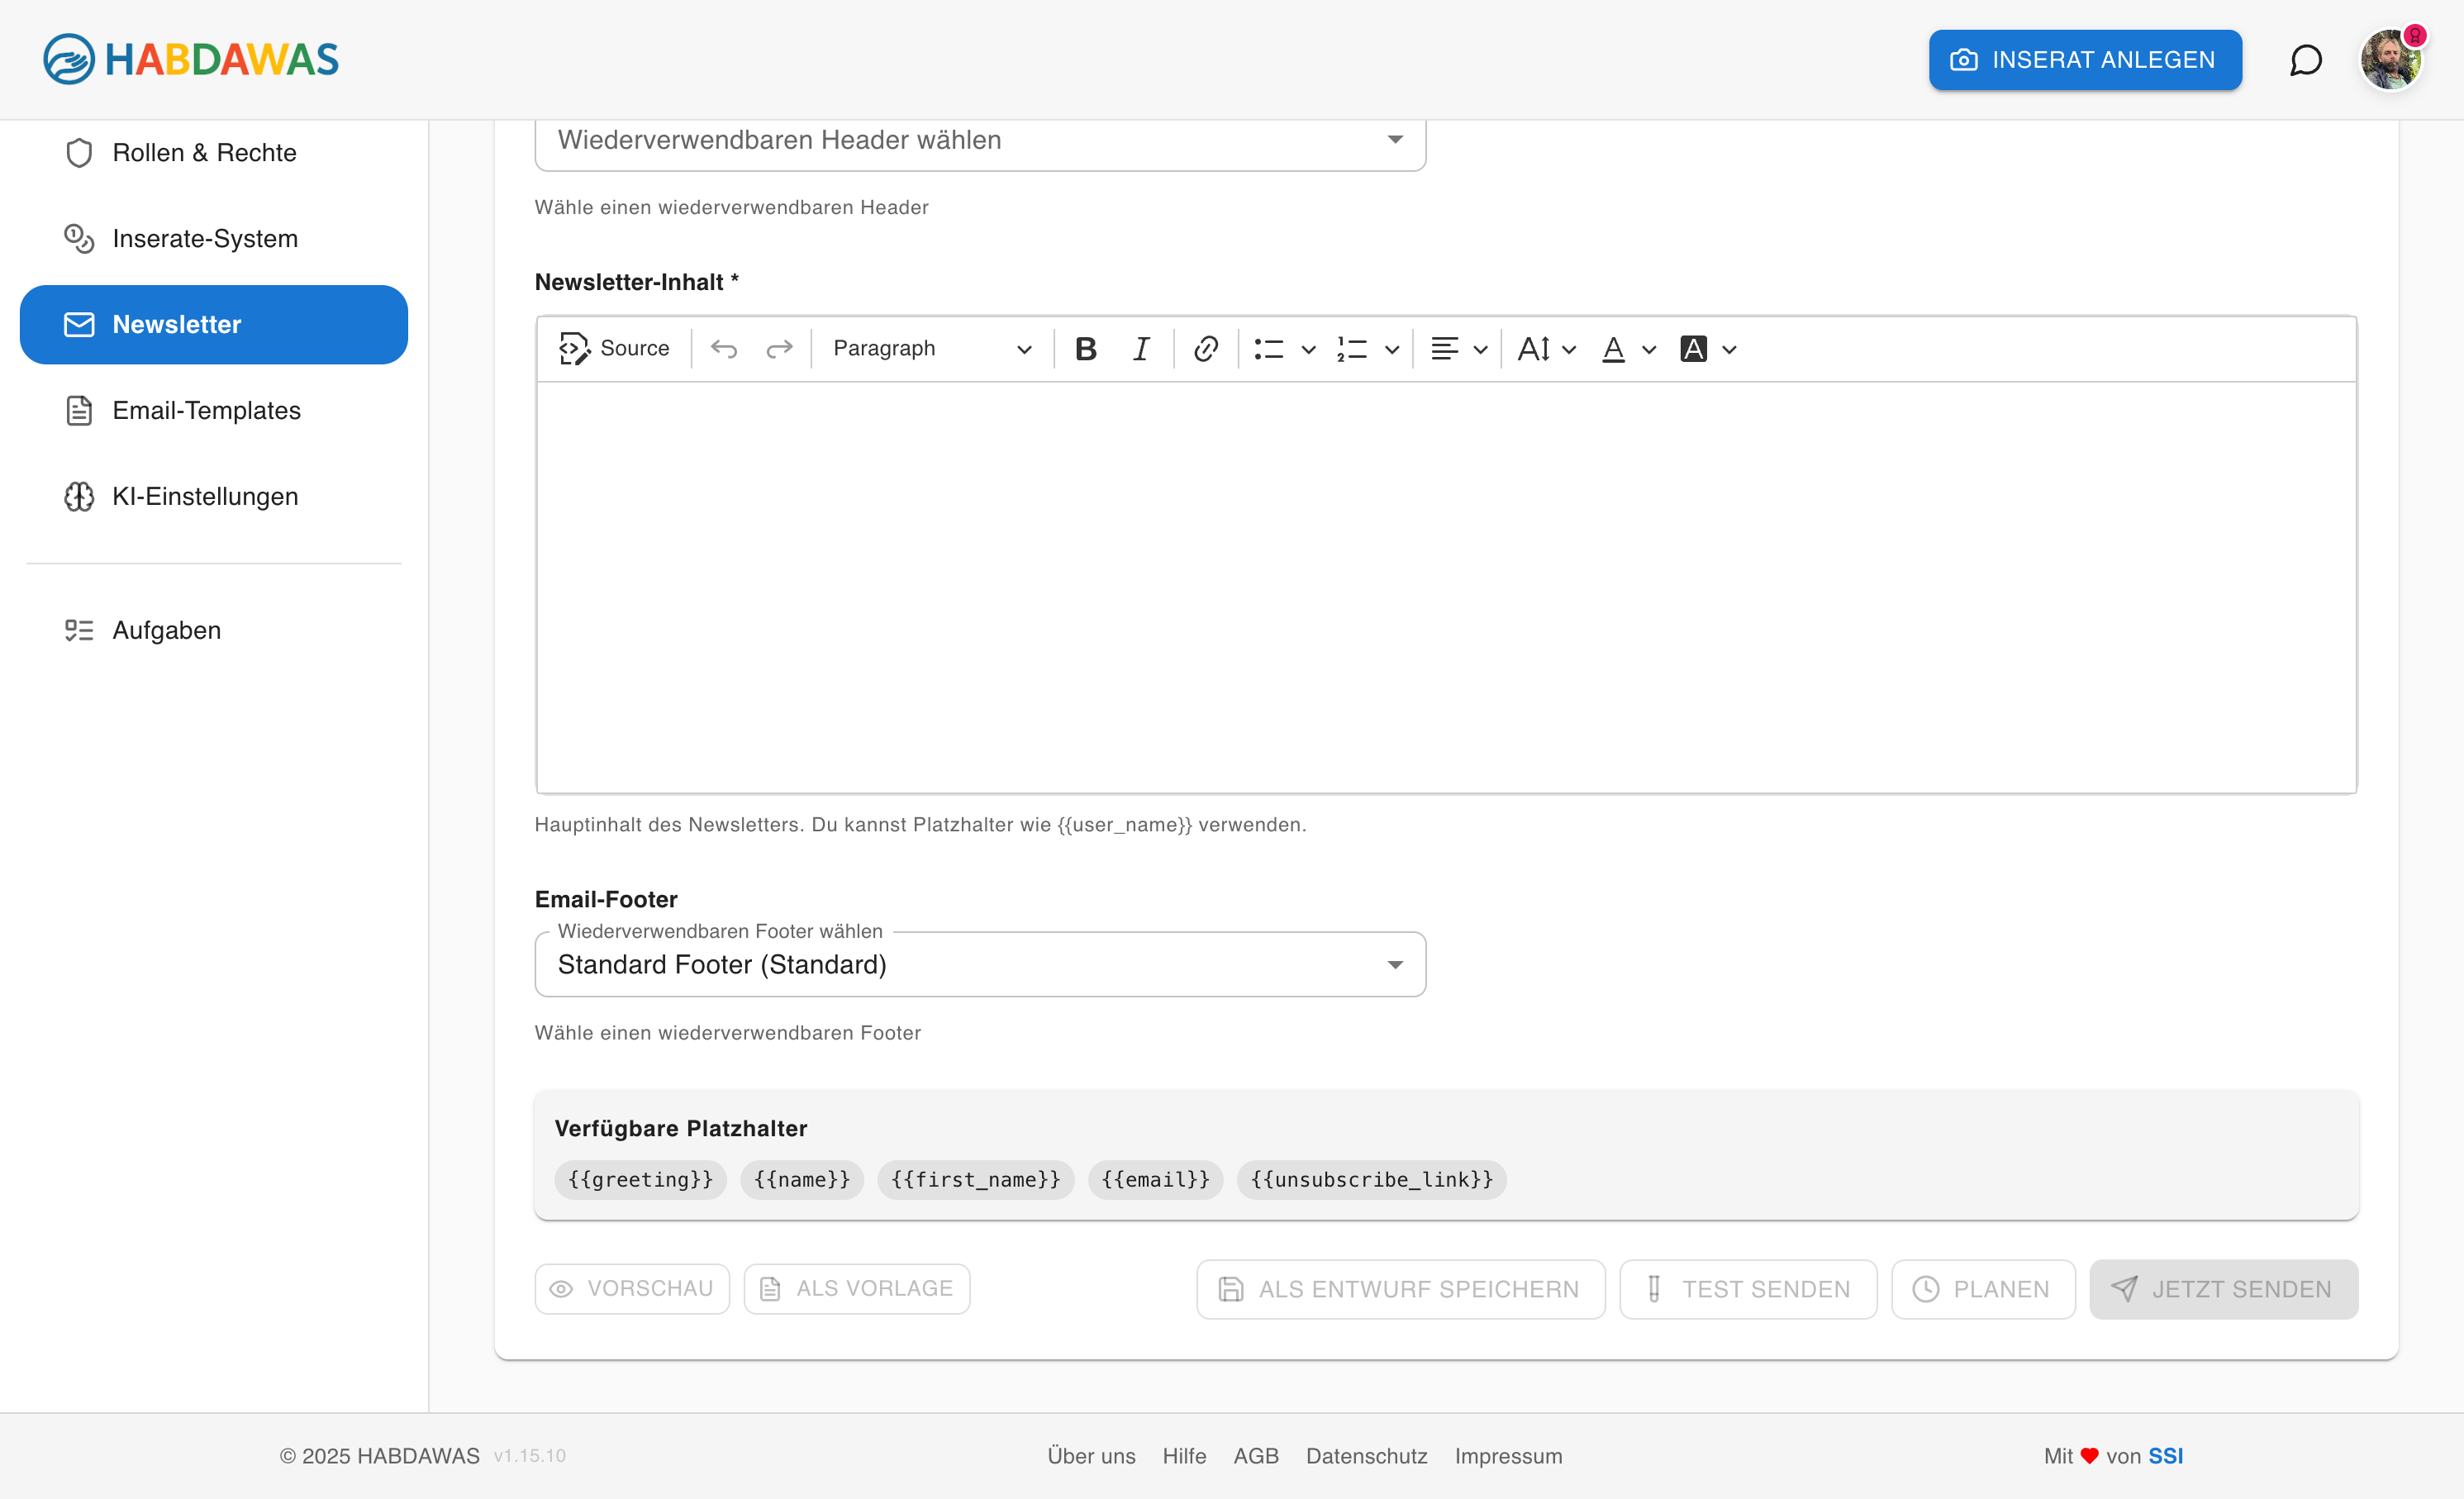 HABDAWAS
INSERAT ANLEGEN
Rollen & Rechte
Inserate-System
Newsletter
Email-Templates
KI-Einstellungen
Aufgaben
Wiederverwendbaren Header wählen
Wähle einen wiederverwendbaren Header
Newsletter-Inhalt *
Source
Paragraph
Hauptinhalt des Newsletters. Du kannst Platzhalter wie {{user_name}} verwenden.
Email-Footer
Wiederverwendbaren Footer wählen
Standard Footer (Standard)
Wähle einen wiederverwendbaren Footer
Verfügbare Platzhalter
{{greeting}} {{name}} {{first_name}} {{email}} {{unsubscribe_link}}
VORSCHAU ALS VORLAGE ALS ENTWURF SPEICHERN TEST SENDEN PLANEN JETZT SENDEN
© 2025 HABDAWAS v1.15.10 Über uns Hilfe AGB Datenschutz Impressum Mit ❤ von SSI